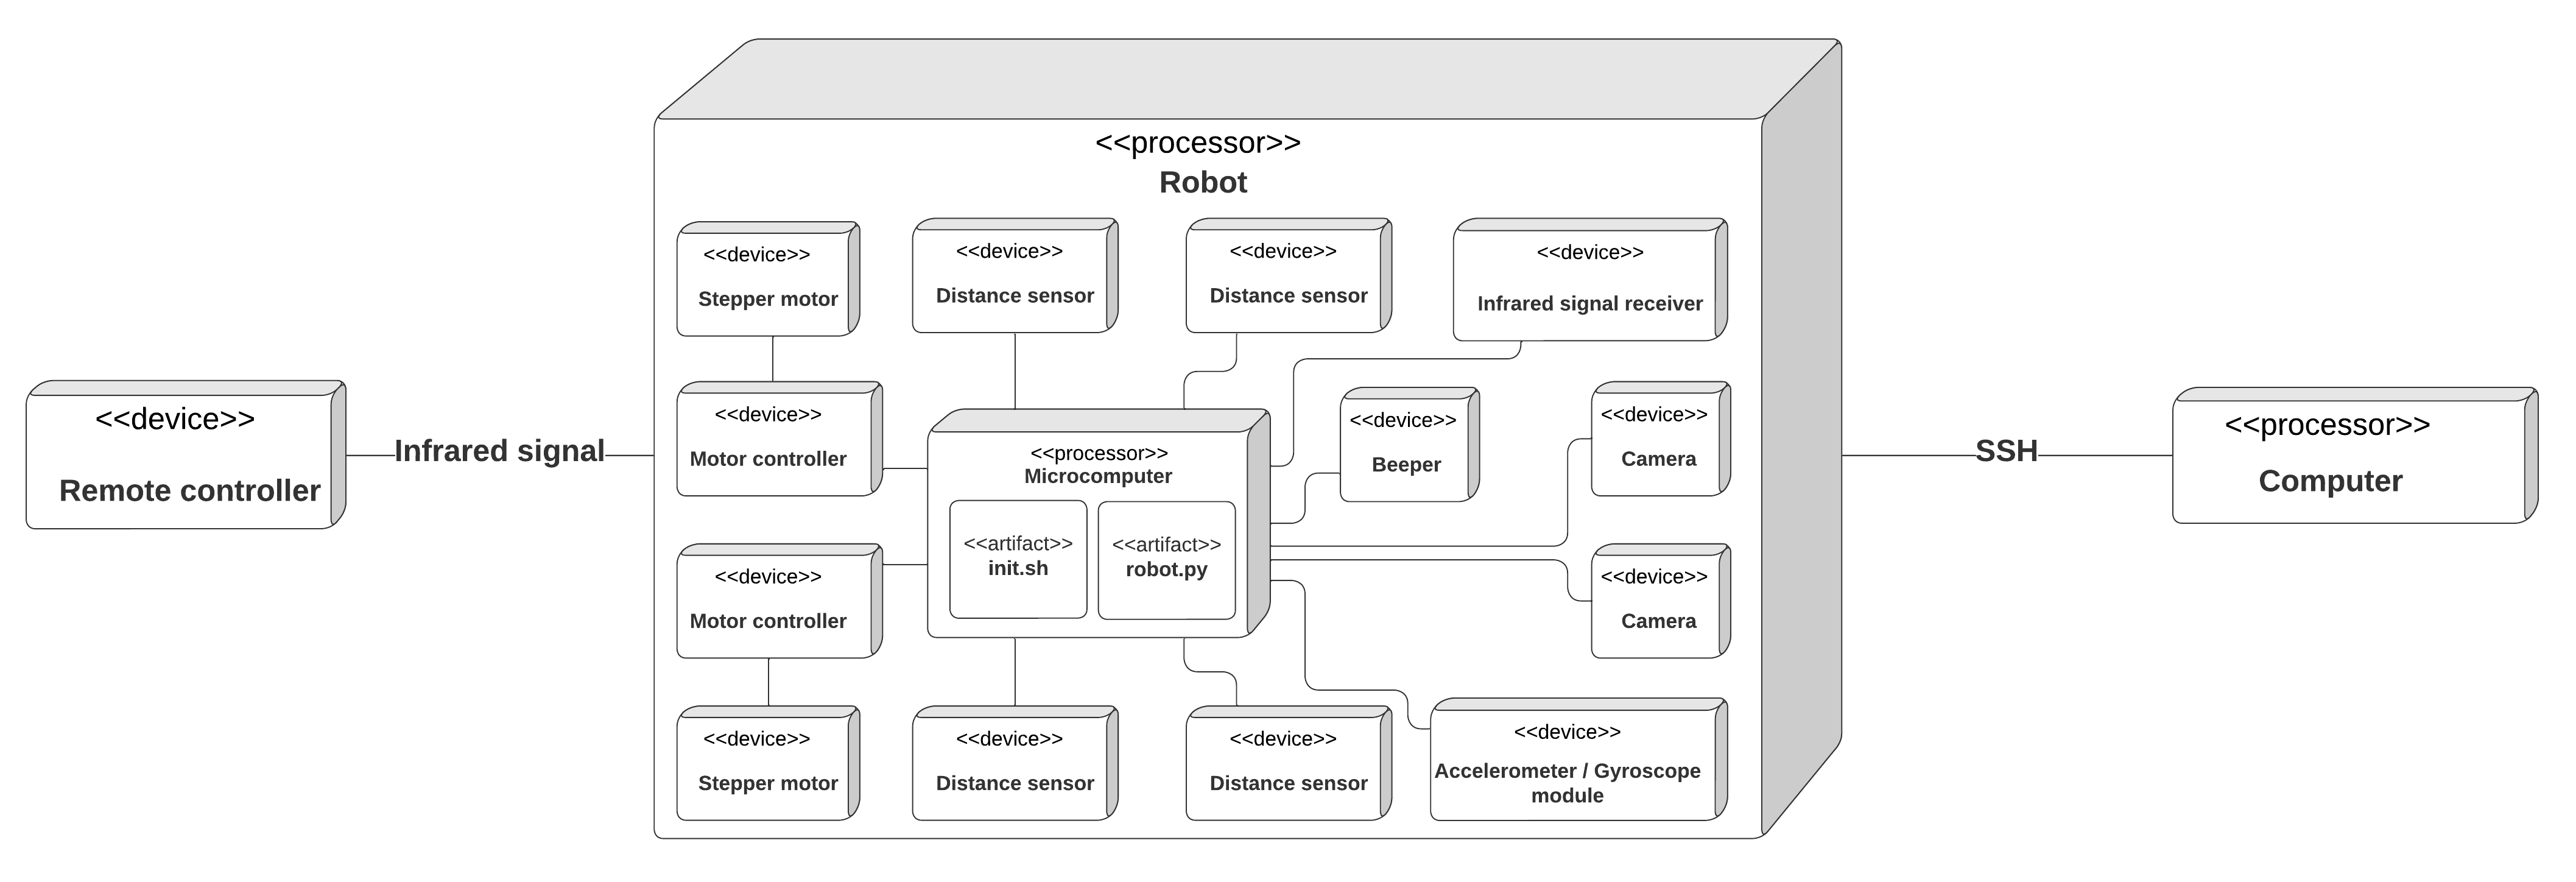 <<processor>>
Robot
<<device>>
Stepper motor
<<device>>
Distance sensor
<<device>>
Distance sensor
<<device>>
Infrared signal receiver
<<device>>
Remote controller
Infrared signal
<<device>>
Motor controller
<<processor>>
Microcomputer
<<artifact>>
init.sh
<<artifact>>
robot.py
<<device>>
Beeper
<<device>>
Camera
SSH
<<processor>>
Computer
<<device>>
Motor controller
<<device>>
Camera
<<device>>
Stepper motor
<<device>>
Distance sensor
<<device>>
Distance sensor
<<device>>
Accelerometer / Gyroscope
module